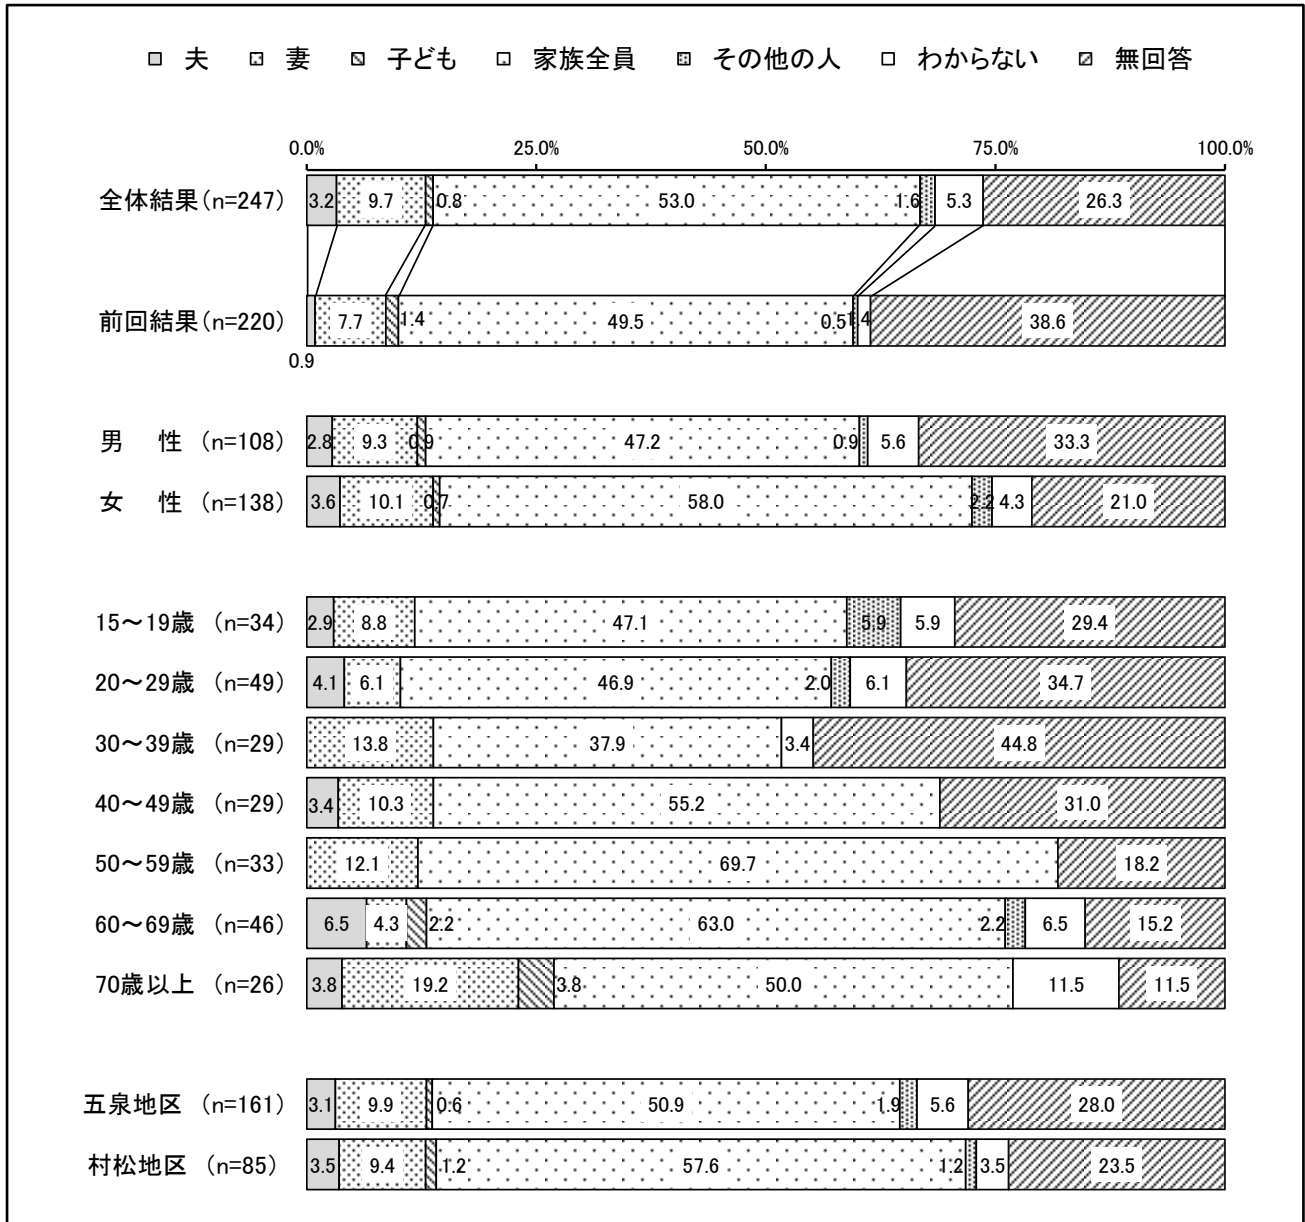 夫 妻 子ども 家族全員 その他の人 わからない 無回答
0.0% 25.0% 50.0% 75.0% 100.0%
全体結果(n=247) 3.2 9.7 0.8 53.0 1.6 5.3 26.3
前回結果(n=220) 7.7 1.4 49.5 0.5 1.4 38.6
0.9
男 性 (n=108) 2.8 9.3 0.9 47.2 0.9 5.6 33.3
女 性 (n=138) 3.6 10.1 0.7 58.0 2.2 4.3 21.0
15～19歳 (n=34) 2.9 8.8 47.1 5.9 5.9 29.4
20～29歳 (n=49) 4.1 6.1 46.9 2.0 6.1 34.7
30～39歳 (n=29) 13.8 37.9 3.4 44.8
40～49歳 (n=29) 3.4 10.3 55.2 31.0
50～59歳 (n=33) 12.1 69.7 18.2
60～69歳 (n=46) 6.5 4.3 2.2 63.0 2.2 6.5 15.2
70歳以上 (n=26) 3.8 19.2 3.8 50.0 11.5 11.5
五泉地区 (n=161) 3.1 9.9 0.6 50.9 1.9 5.6 28.0
村松地区 (n=85) 3.5 9.4 1.2 57.6 1.2 3.5 23.5